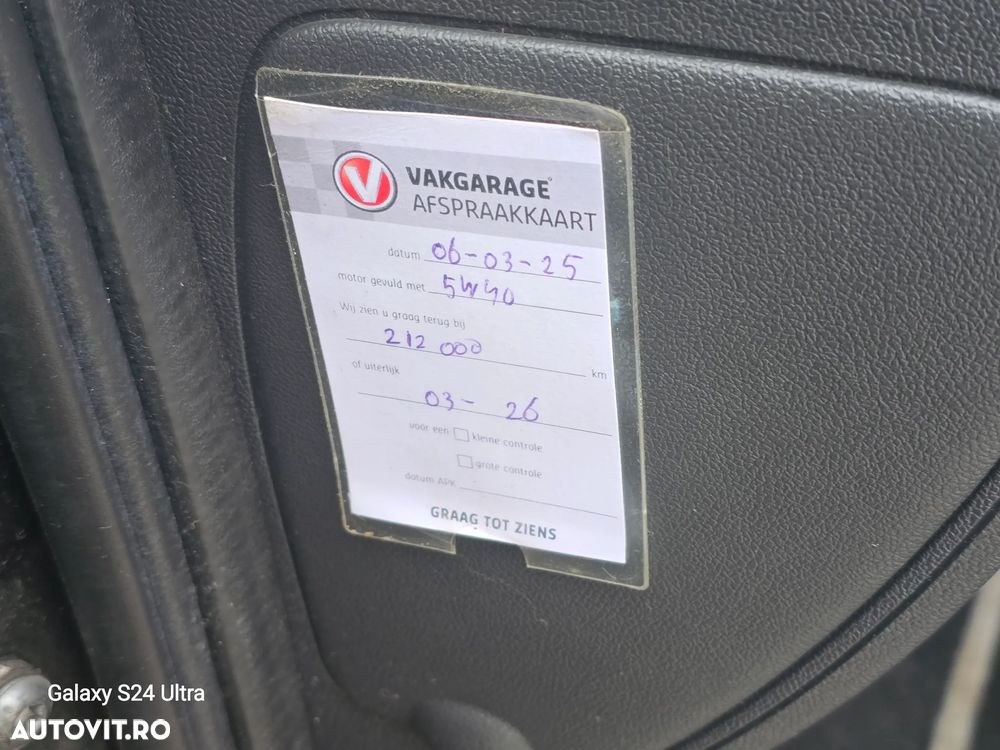 V VAKGARAGE
AFSPRAAKKAART
datum 06-03-25
motor gevuld met 5W40
Wij zien u graag terug bij
212 000 km
of uiterlijk
03- 26
voor een kleine controle
grote controle
datum APK
GRAAG TOT ZIENS
Galaxy S24 Ultra
AUTOVIT.RO